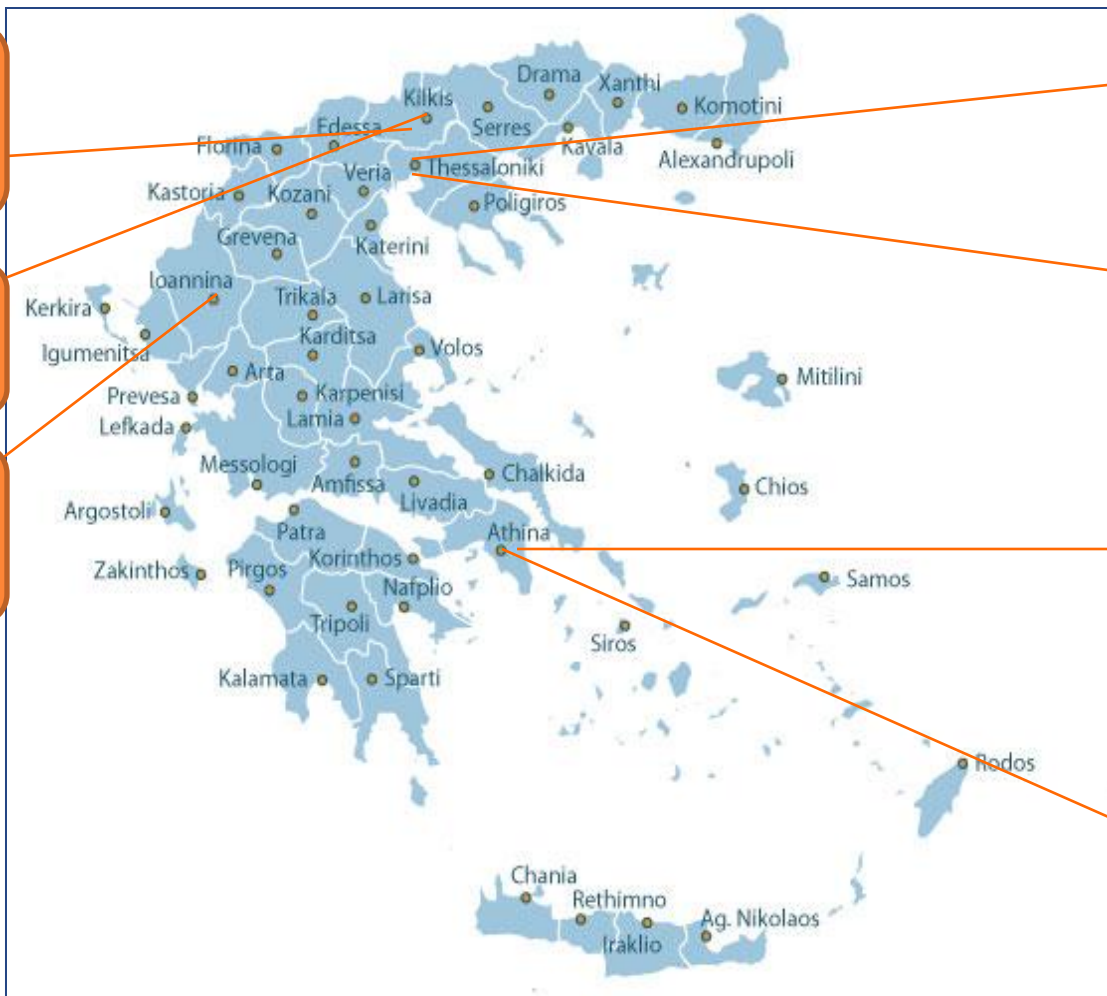 Drama
Xanthi
Kilkis
Komotini
Serres
Edessa
Kavala
Florina
Alexandrupoli
Thessaloniki
Veria
Kastoria
Kozani
Poligiros
Grevena
Katerini
Ioannina
Kerkira
Trikala
Larisa
Karditsa
Igumenitsa
Volos
Arta
Mitilini
Prevesa
Karpenisi
Lefkada
Lamia
Messologi
Chalkida
Amfissa
Chios
Livadia
Argostoli
Patra
Athina
Korinthos
Zakinthos
Pirgos
Samos
Nafplio
Tripoli
Siros
Kalamata
Sparti
Rodos
Chania
Rethimno
Ag. Nikolaos
Iraklio